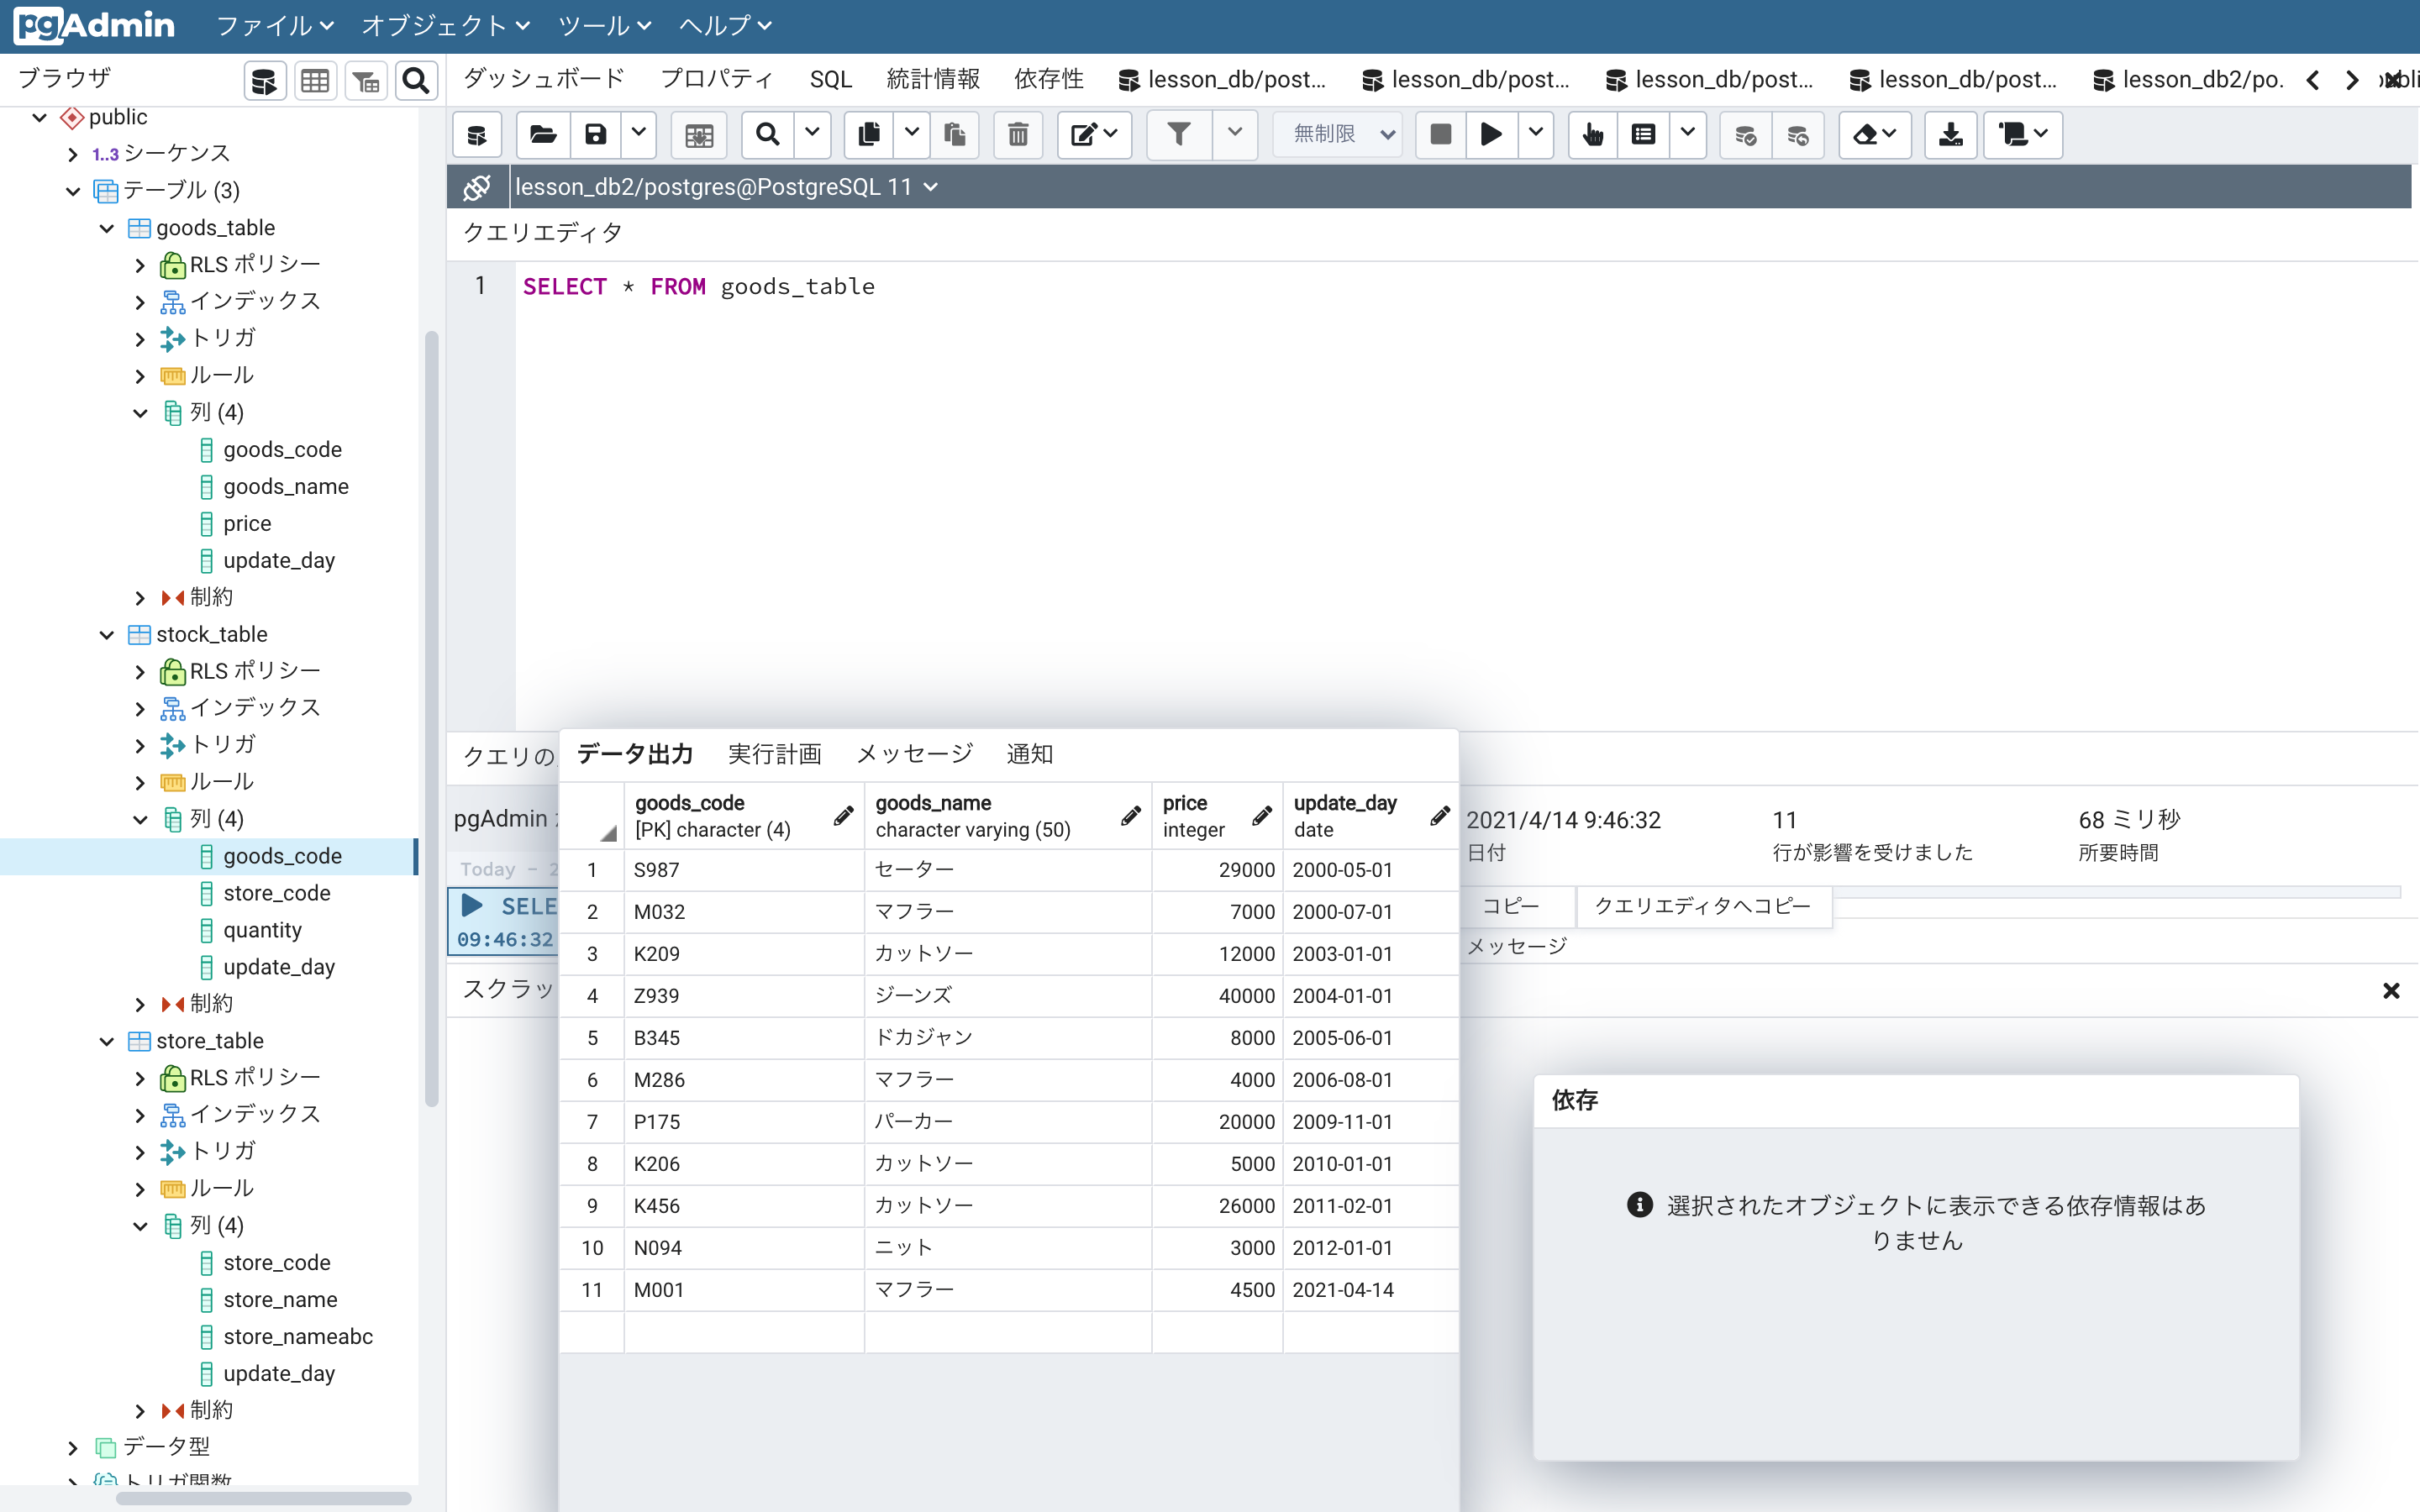 pgAdmin ファイル オブジェクト ツール ヘルプ
ブラウザ
ダッシュボード プロパティ SQL 統計情報 依存性 lesson_db/post... lesson_db/post... lesson_db/post... lesson_db/post... lesson_db2/po.
public
1..3 シーケンス
テーブル (3)
goods_table
RLS ポリシー
インデックス
トリガ
ルール
列 (4)
goods_code
goods_name
price
update_day
制約
stock_table
RLS ポリシー
インデックス
トリガ
ルール
列 (4)
goods_code
store_code
quantity
update_day
制約
store_table
RLS ポリシー
インデックス
トリガ
ルール
列 (4)
store_code
store_name
store_nameabc
update_day
制約
データ型
トリガ関数
無制限
lesson_db2/postgres@PostgreSQL 11
クエリエディタ
1 SELECT * FROM goods_table
クエリの
pgAdmin
Today - 2
SELE
09:46:32
スクラッ
データ出力 実行計画 メッセージ 通知
goods_code goods_name price update_day
[PK] character (4) character varying (50) integer date
1 S987 セーター 29000 2000-05-01
2 M032 マフラー 7000 2000-07-01
3 K209 カットソー 12000 2003-01-01
4 Z939 ジーンズ 40000 2004-01-01
5 B345 ドカジャン 8000 2005-06-01
6 M286 マフラー 4000 2006-08-01
7 P175 パーカー 20000 2009-11-01
8 K206 カットソー 5000 2010-01-01
9 K456 カットソー 26000 2011-02-01
10 N094 ニット 3000 2012-01-01
11 M001 マフラー 4500 2021-04-14
2021/4/14 9:46:32 11 68 ミリ秒
日付 行が影響を受けました 所要時間
コピー クエリエディタへコピー
メッセージ
依存
選択されたオブジェクトに表示できる依存情報はあ
りません